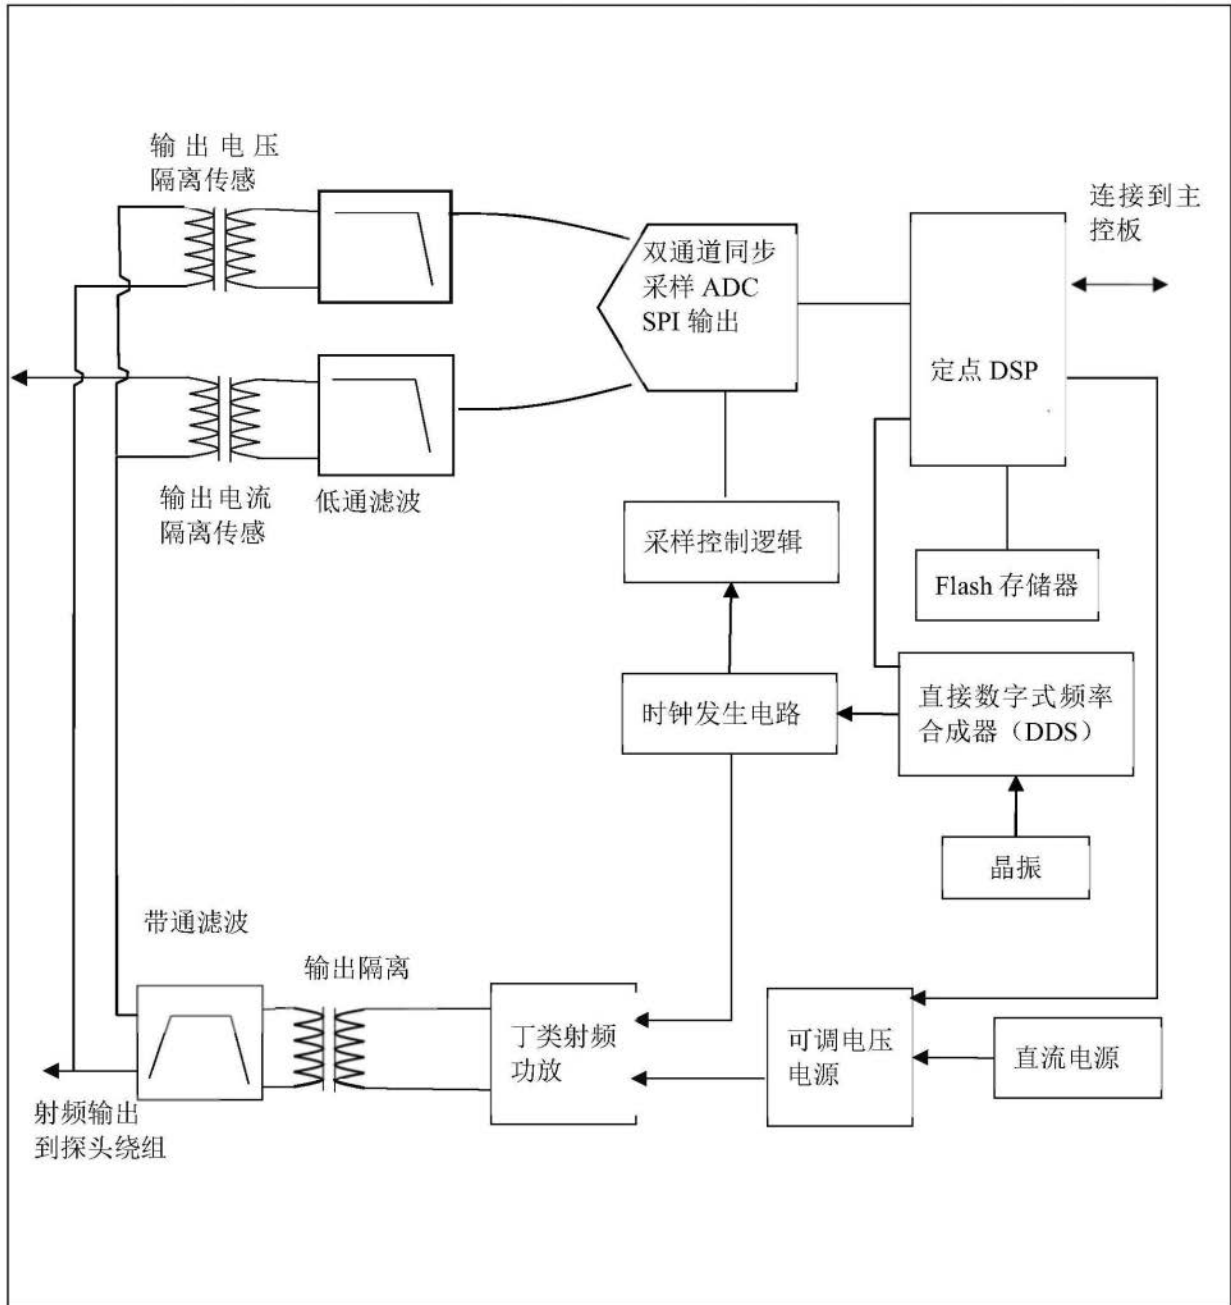 输出电压
隔离传感
连接到主
控板
双通道同步
采样 ADC
SPI 输出
定点 DSP
输出电流
隔离传感
低通滤波
采样控制逻辑
Flash 存储器
时钟发生电路
直接数字式频率
合成器（DDS）
晶振
带通滤波
输出隔离
丁类射频
功放
可调电压
电源
直流电源
射频输出
到探头绕组